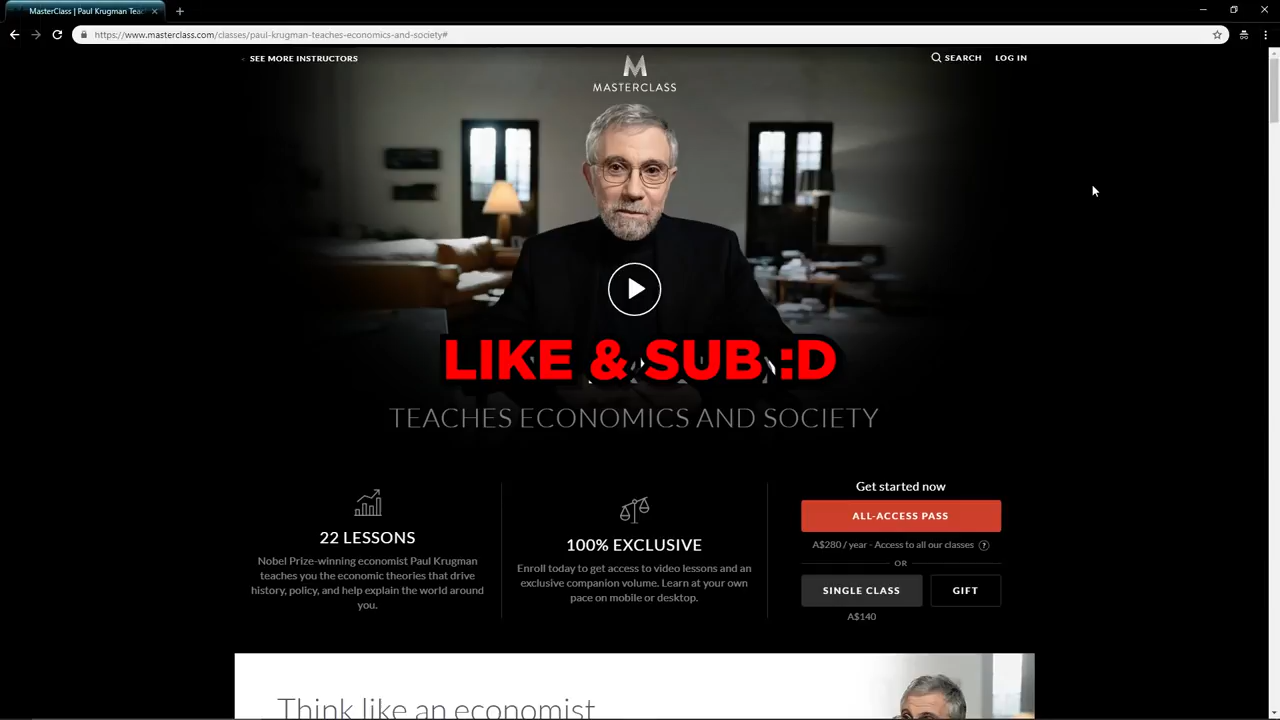 MasterClass | Paul Krugman Teac
https://www.masterclass.com/classes/paul-krugman-teaches-economics-and-society#
SEE MORE INSTRUCTORS
MASTERCLASS
SEARCH
LOG IN
LIKE & SUB :D
TEACHES ECONOMICS AND SOCIETY
22 LESSONS
Nobel Prize-winning economist Paul Krugman
teaches you the economic theories that drive
history, policy, and help explain the world around
you.
100% EXCLUSIVE
Enroll today to get access to video lessons and an
exclusive companion volume. Learn at your own
pace on mobile or desktop.
Get started now
ALL-ACCESS PASS
A$280 / year - Access to all our classes ?
OR
SINGLE CLASS
GIFT
A$140
Think like an economist